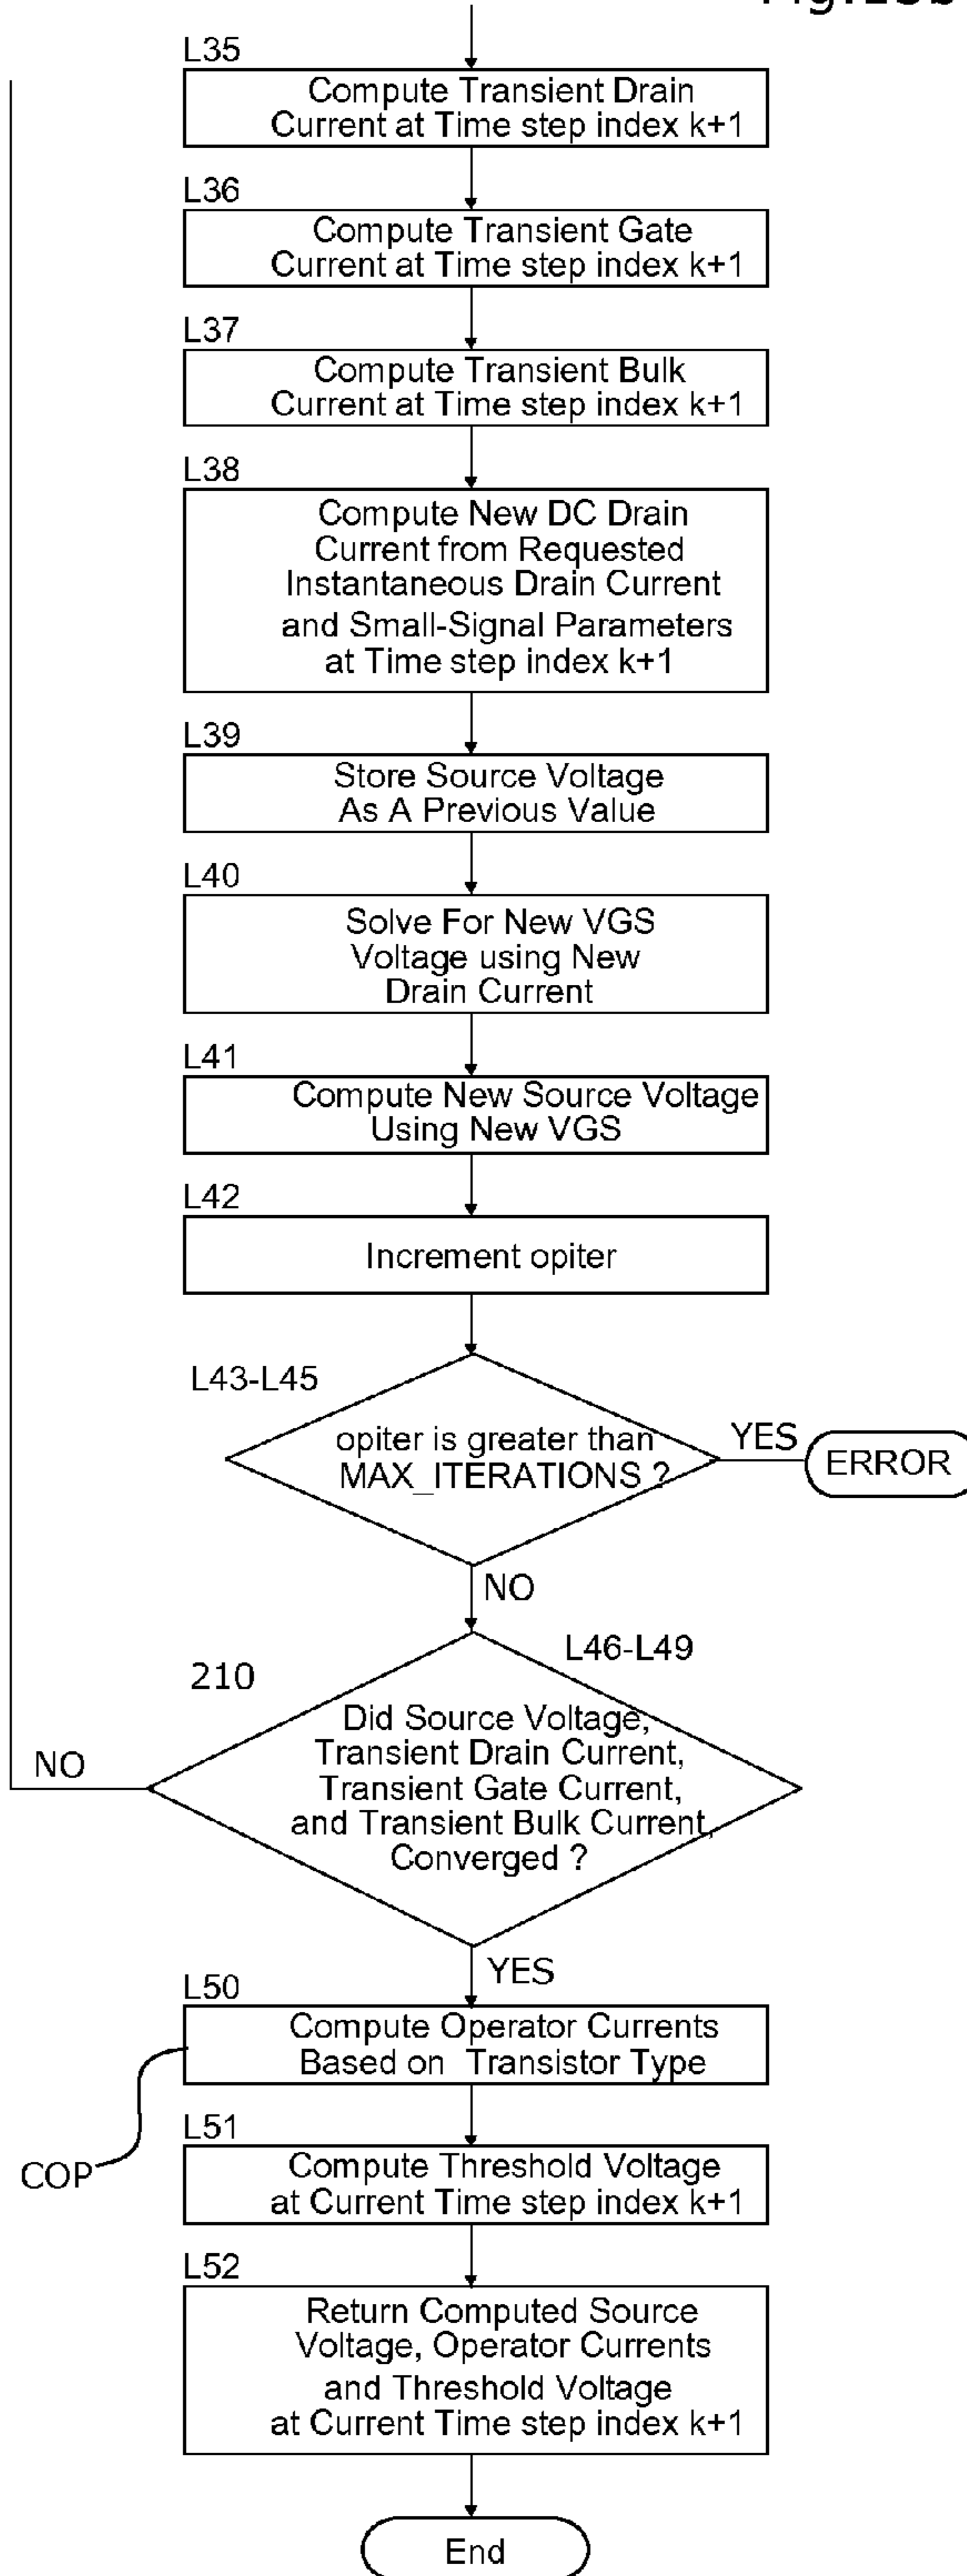 L35
Compute Transient Drain
Current at Time step index k+1
L36
Compute Transient Gate
Current at Time step index k+1
L37
Compute Transient Bulk
Current at Time step index k+1
L38
Compute New DC Drain
Current from Requested
Instantaneous Drain Current
and Small-Signal Parameters
at Time step index k+1
L39
Store Source Voltage
As A Previous Value
L40
Solve For New VGS
Voltage using New
Drain Current
L41
Compute New Source Voltage
Using New VGS
L42
Increment opiter
L43-L45
opiter is greater than
MAX_ITERATIONS ?
YES
ERROR
NO
L46-L49
210
Did Source Voltage,
Transient Drain Current,
Transient Gate Current,
and Transient Bulk Current,
Converged ?
NO
YES
L50
Compute Operator Currents
Based on Transistor Type
COP
L51
Compute Threshold Voltage
at Current Time step index k+1
L52
Return Computed Source
Voltage, Operator Currents
and Threshold Voltage
at Current Time step index k+1
End